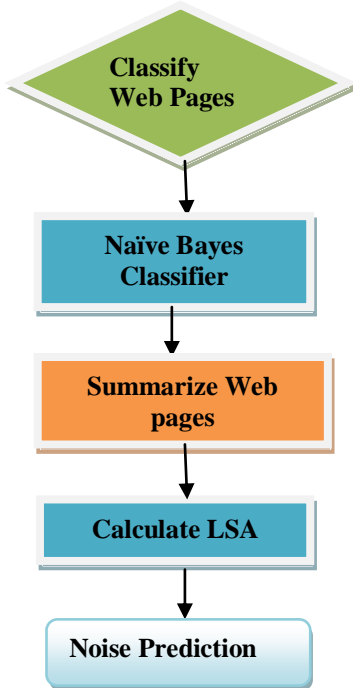 Classify
Web Pages
Naïve Bayes
Classifier
Summarize Web
pages
Calculate LSA
Noise Prediction